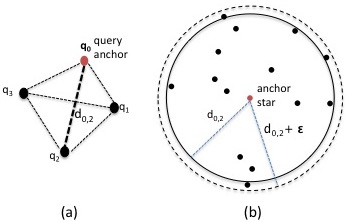 q0 query
anchor
q3
q1
d0,2
q2
anchor
star
d0,2
d0,2+ ε
(a)
(b)